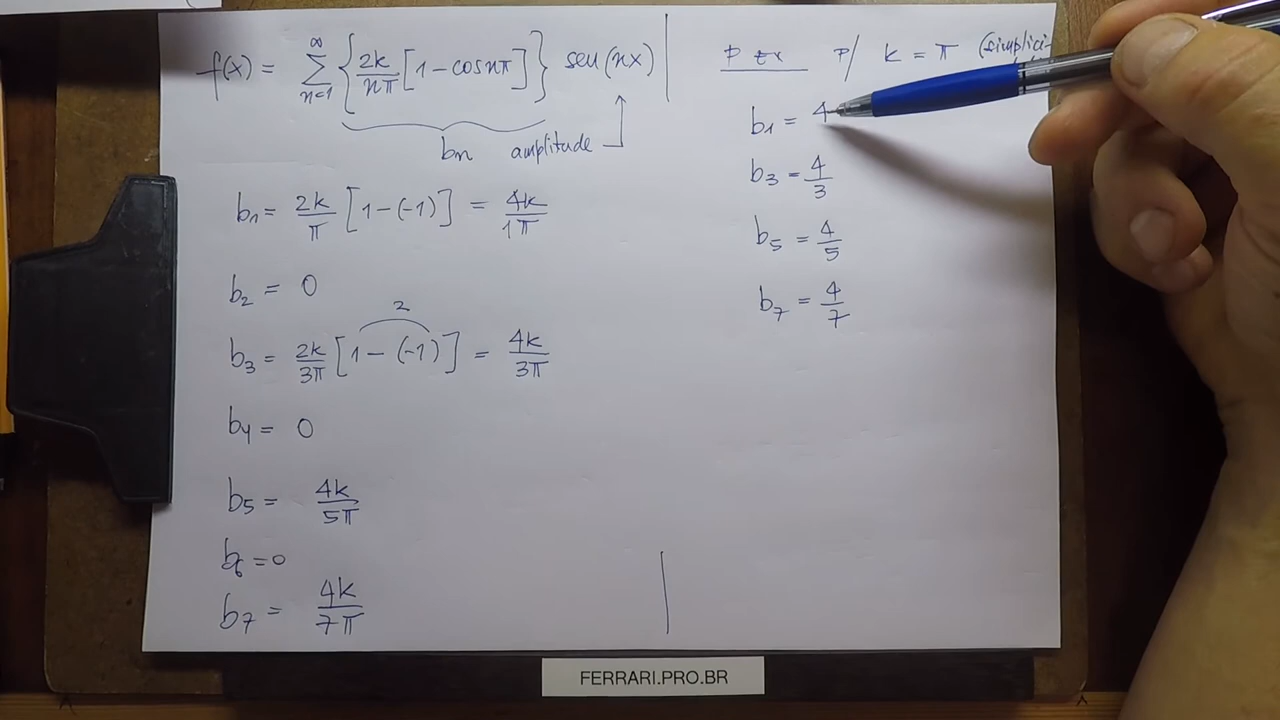 f(x) = ∞∑n=1 {2k/nπ [1 - cos nπ]} sen(nx)
bn amplitude
b1 = 2k/π [1 - (-1)] = 4k/1π
b2 = 0
2
b3 = 2k/3π [1 - (-1)] = 4k/3π
b4 = 0
b5 = 4k/5π
b6 = 0
b7 = 4k/7π
P/ k = π
b1 = 4
b3 = 4/3
b5 = 4/5
b7 = 4/7
FERRARI.PRO.BR